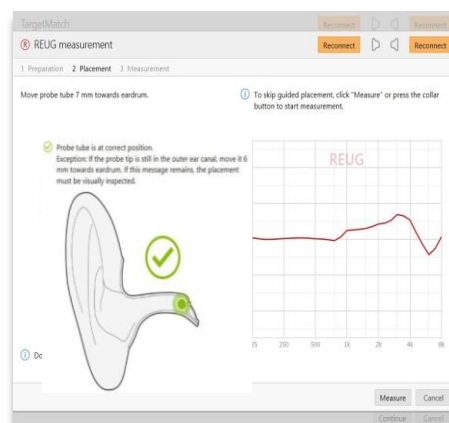 TargetMatch
Reconnect
Reconnect
R REUG measurement
Reconnect
Reconnect
1 Preparation 2 Placement 3 Measurement
Move probe tube 7 mm towards eardrum.
To skip guided placement, click "Measure" or press the collar
button to start measurement.
Probe tube is at correct position.
Exception: If the probe tip is still in the outer ear canal, move it 6
mm towards eardrum. If this message remains, the placement
must be visually inspected.
REUG
250 500 1k 2k 4k 8k
Measure
Cancel
Continue
Cancel